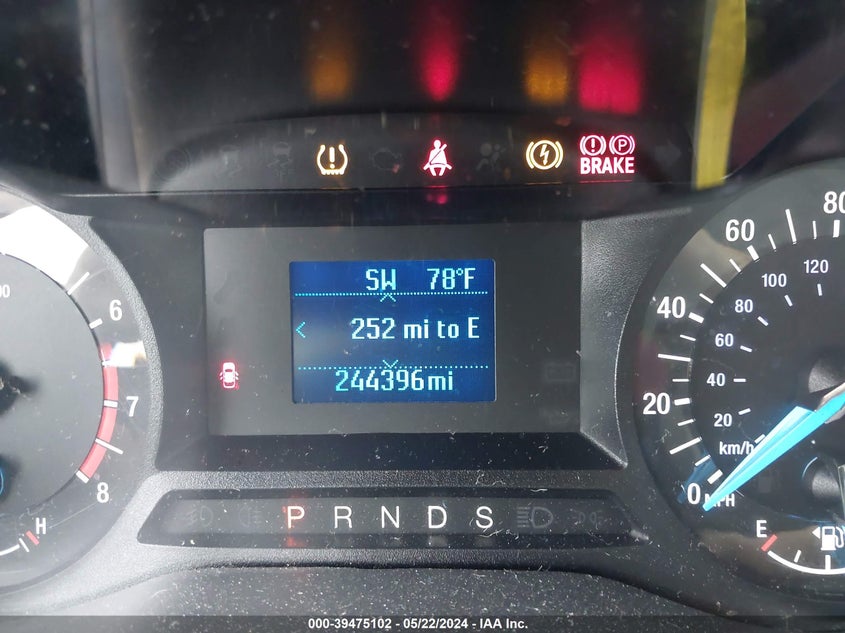 BRAKE
SW 78°F
252 mi to E
244396mi
6
7
8
H
80
60
40
20
0
MPH
120
100
80
60
40
20
km/h
P R N D S
E
000-39475102 - 05/22/2024 - IAA Inc.